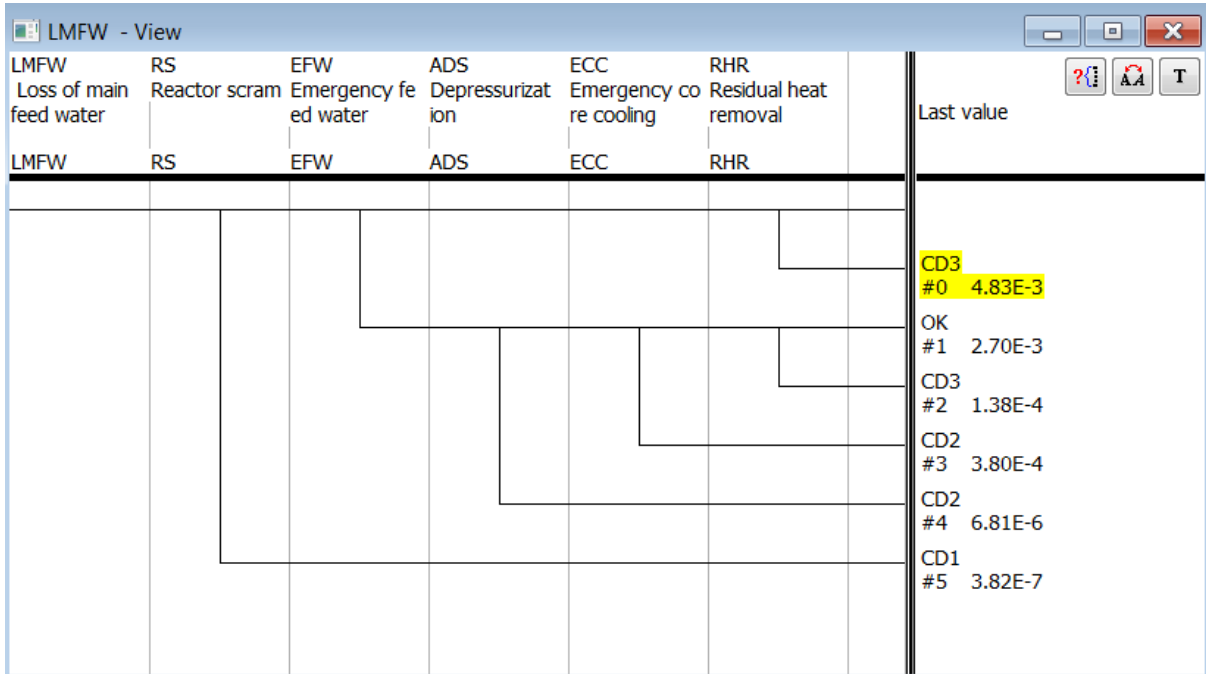 LMFW - View
LMFW RS EFW ADS ECC RHR
Loss of main Reactor scram Emergency fe Depressurizat Emergency co Residual heat
feed water ed water ion re cooling removal
Last value
?{ A A T
LMFW RS EFW ADS ECC RHR
CD3
#0 4.83E-3
OK
#1 2.70E-3
CD3
#2 1.38E-4
CD2
#3 3.80E-4
CD2
#4 6.81E-6
CD1
#5 3.82E-7